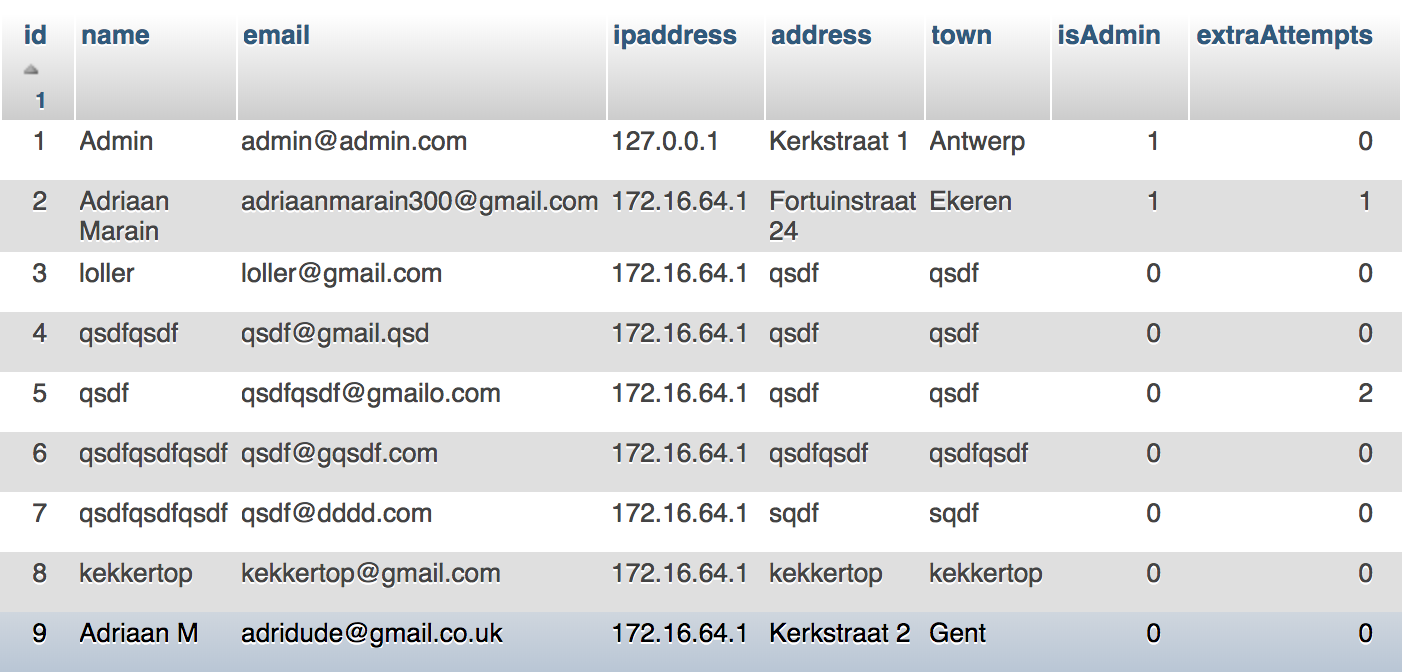 id name email ipaddress address town isAdmin extraAttempts
1
1 Admin admin@admin.com 127.0.0.1 Kerkstraat 1 Antwerp 1 0
2 Adriaan adriaanmarain300@gmail.com 172.16.64.1 Fortuinstraat Ekeren 1 1
Marain 24
3 loller loller@gmail.com 172.16.64.1 qsdf qsdf 0 0
4 qsdfqsdf qsdf@gmail.qsd 172.16.64.1 qsdf qsdf 0 0
5 qsdf qsdfqsdf@gmailo.com 172.16.64.1 qsdf qsdf 0 2
6 qsdfqsdfqsdf qsdf@gqsdf.com 172.16.64.1 qsdfqsdf qsdfqsdf 0 0
7 qsdfqsdfqsdf qsdf@dddd.com 172.16.64.1 sqdf sqdf 0 0
8 kekkertop kekkertop@gmail.com 172.16.64.1 kekkertop kekkertop 0 0
9 Adriaan M adridude@gmail.co.uk 172.16.64.1 Kerkstraat 2 Gent 0 0